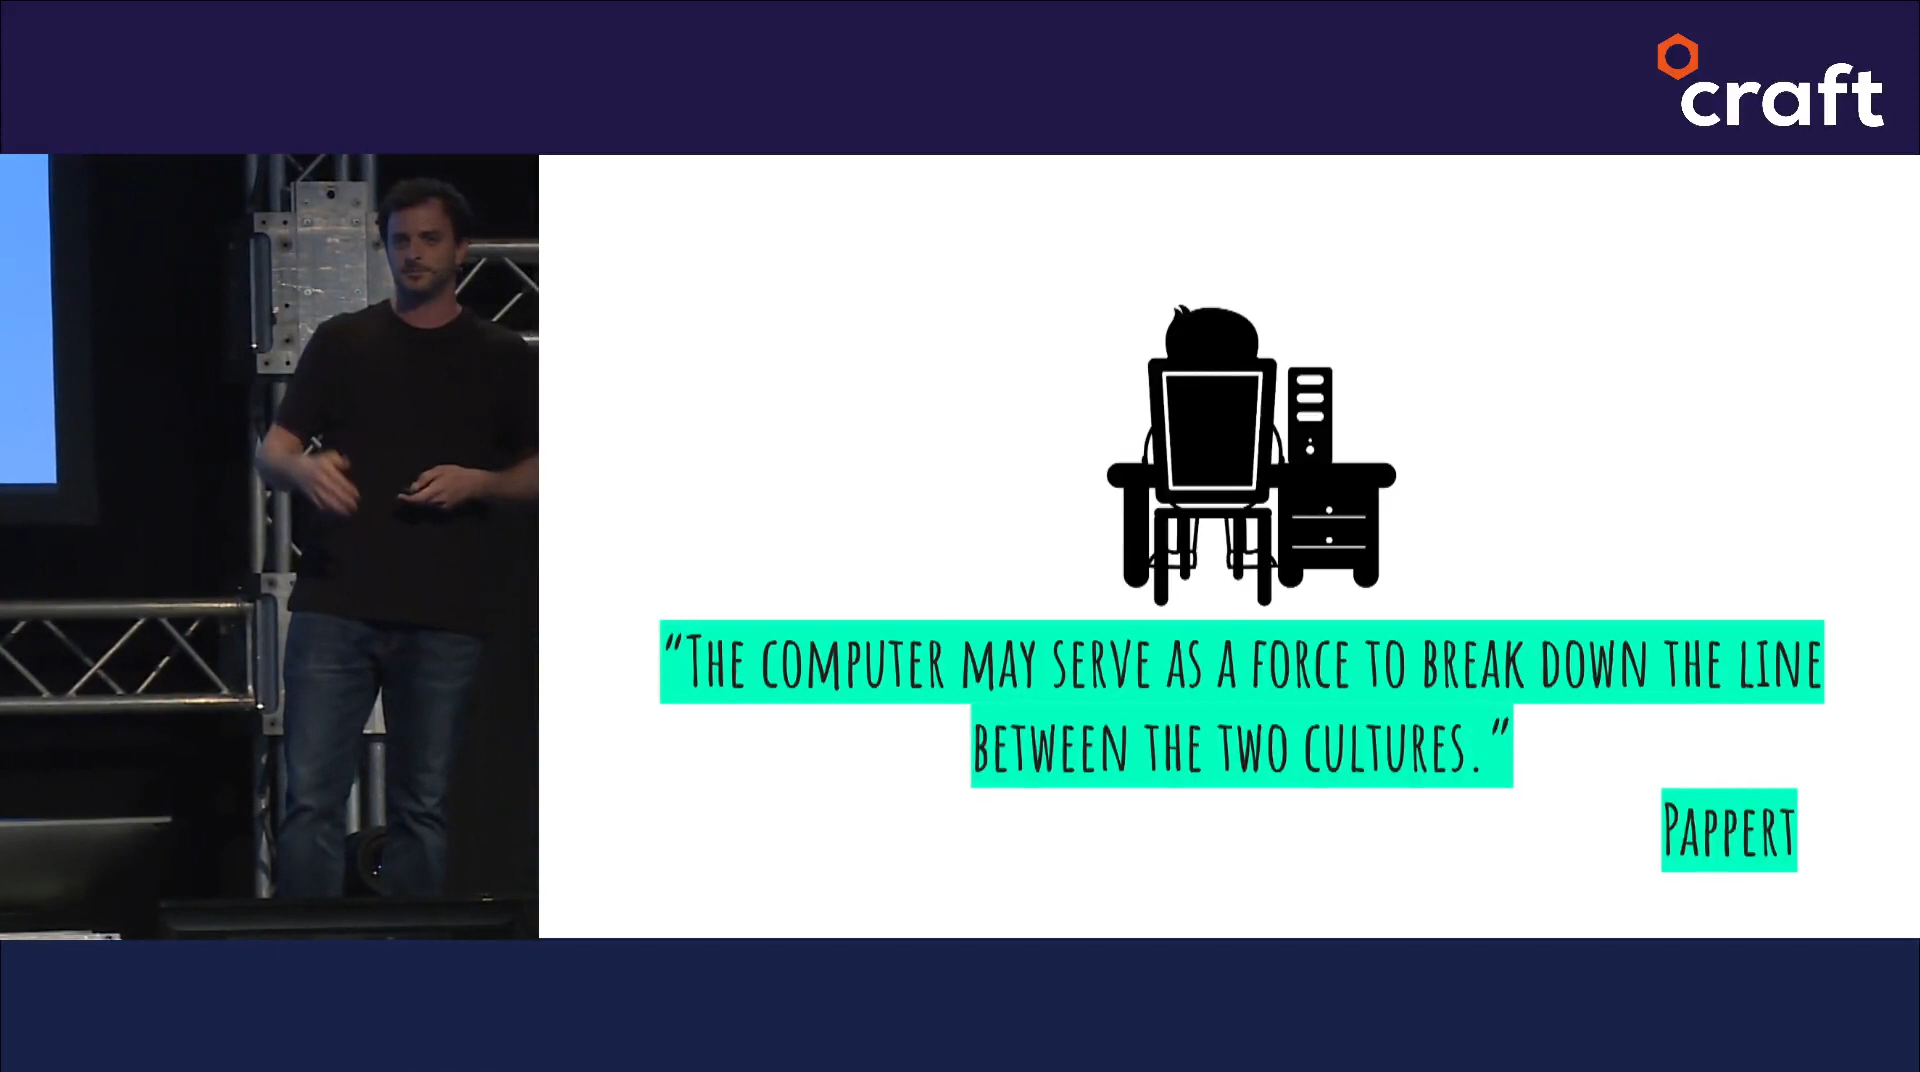 craft
“The computer may serve as a force to break down the line
between the two cultures.”
Pappert